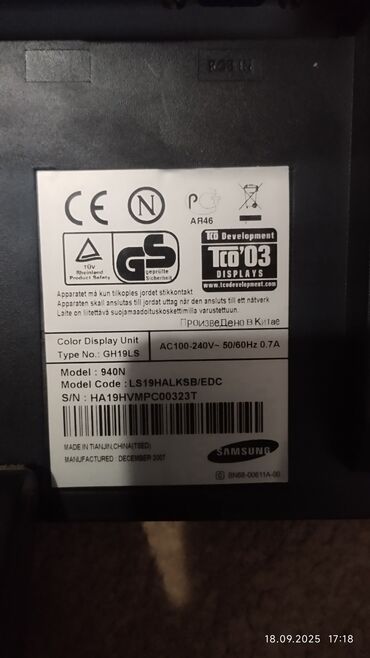 RGB IN
CE
N
АЯ46
TÜV
Rheinland
Product Safety
GS
geprüfte
Sicherheit
TCO Development
TCO'03
DISPLAYS
www.tcodevelopment.com
Apparatet må kun tilkoples jordet stikkontakt
Apparaten skall anslutas till jordat uttag när den ansluts till ett nätverk
Laite on liitettävä suojamaadoituskoskettimilla varustettuun.
Произведено в Китае
Color Display Unit
Type No.: GH19LS
AC100-240V~ 50/60Hz 0.7A
Model : 940N
Model Code : LS19HALKSB/EDC
S/N : HA19HVMPC00323T
MADE IN TIANJIN,CHINA(TSED)
MANUFACTURED : DECEMBER 2007
SAMSUNG
C BN68-00611A-00
18.09.2025 17:18